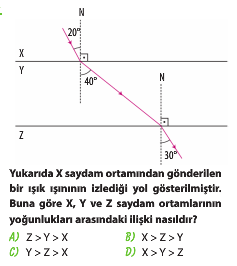 N
20°
X
Y
40°
N
Z
30°
Yukarıda X saydam ortamından gönderilen
bir ışık ışınının izlediği yol gösterilmiştir.
Buna göre X, Y ve Z saydam ortamlarının
yoğunlukları arasındaki ilişki nasıldır?
A) Z > Y > X B) X > Z > Y
C) Y > Z > X D) X > Y > Z